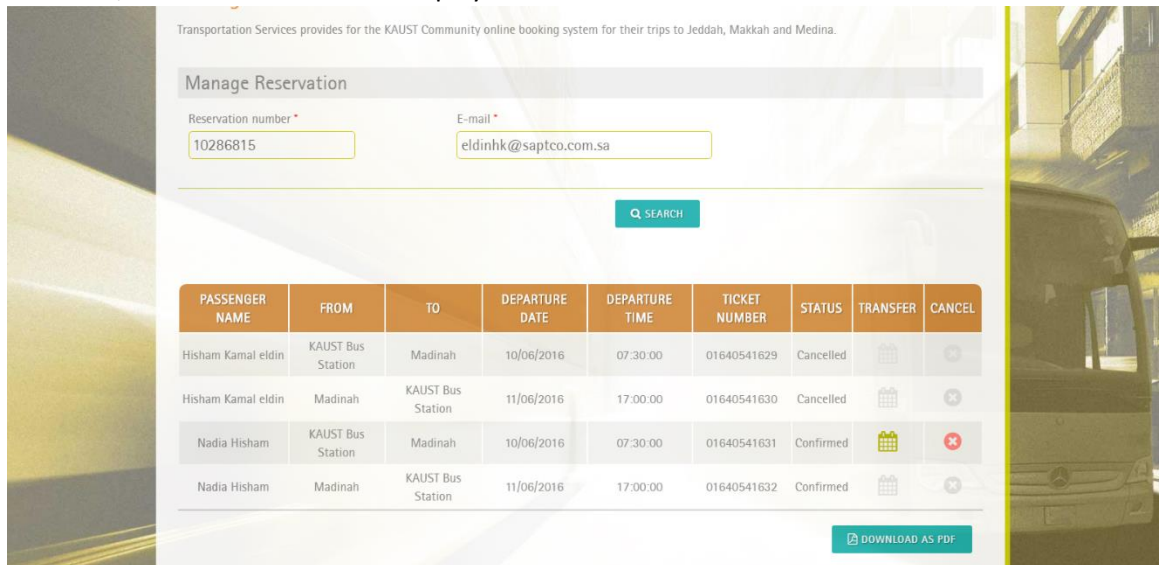 Transportation Services provides for the KAUST Community online booking system for their trips to Jeddah, Makkah and Medina.
Manage Reservation
Reservation number * E-mail *
10286815 eldinhk@saptco.com.sa
SEARCH
PASSENGER NAME FROM TO DEPARTURE DATE DEPARTURE TIME TICKET NUMBER STATUS TRANSFER CANCEL
Hisham Kamal eldin KAUST Bus Station Madinah 10/06/2016 07:30:00 01640541629 Cancelled
Hisham Kamal eldin Madinah KAUST Bus Station 11/06/2016 17:00:00 01640541630 Cancelled
Nadia Hisham KAUST Bus Station Madinah 10/06/2016 07:30:00 01640541631 Confirmed
Nadia Hisham Madinah KAUST Bus Station 11/06/2016 17:00:00 01640541632 Confirmed
DOWNLOAD AS PDF